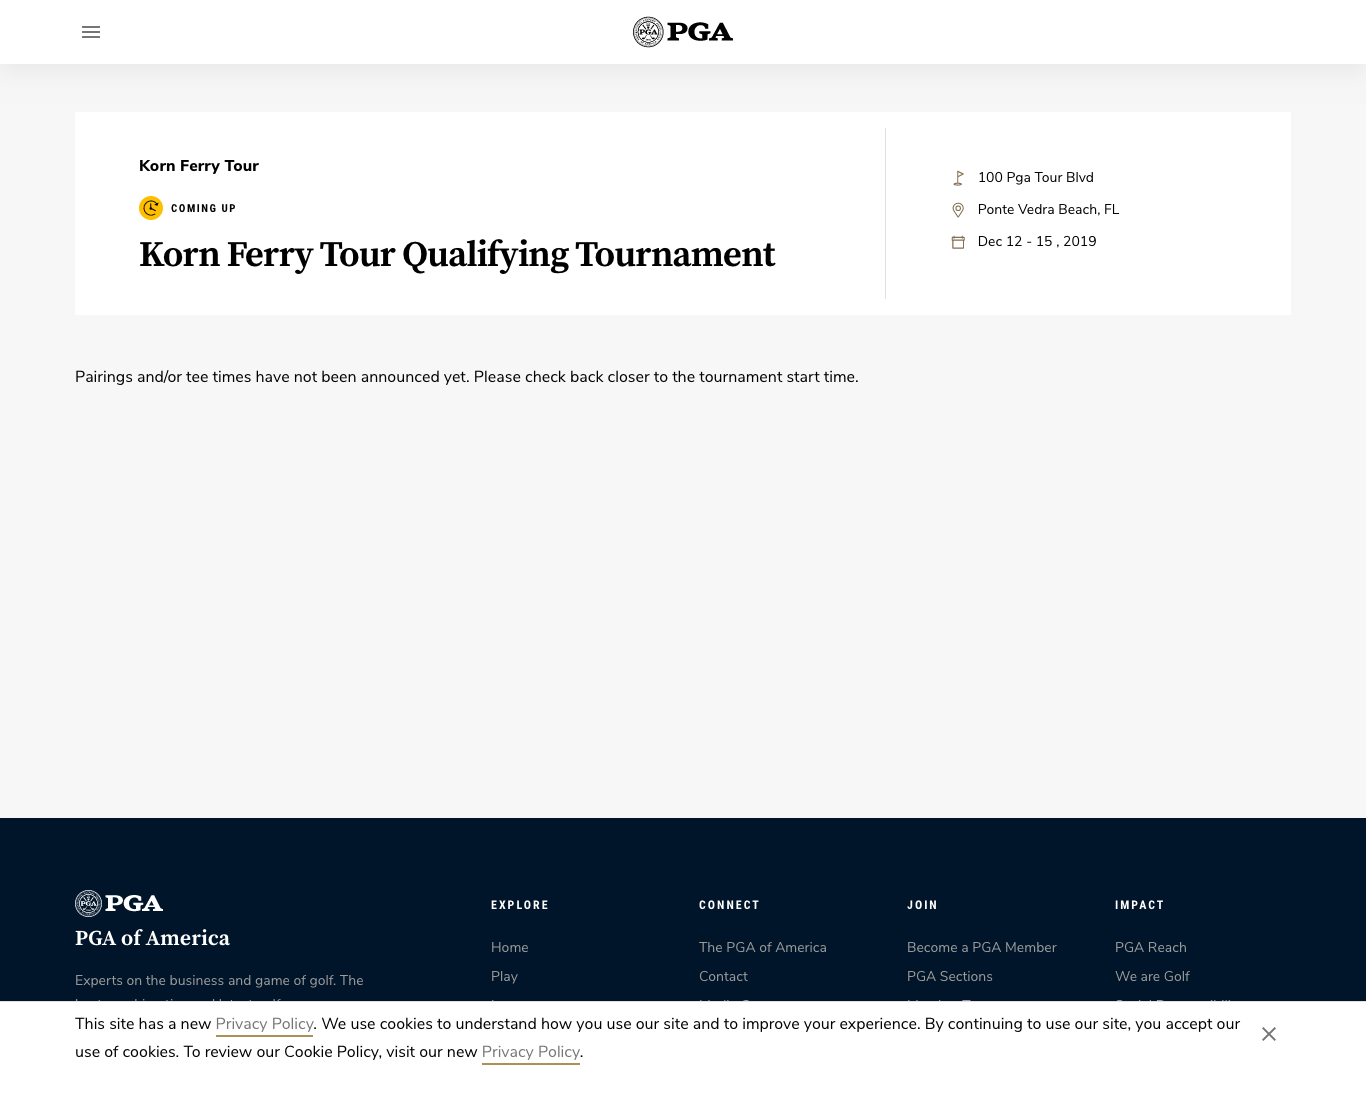 PGA
Korn Ferry Tour
COMING UP
Korn Ferry Tour Qualifying Tournament
100 Pga Tour Blvd
Ponte Vedra Beach, FL
Dec 12 - 15 , 2019
Pairings and/or tee times have not been announced yet. Please check back closer to the tournament start time.
PGA
PGA of America
Experts on the business and game of golf. The
EXPLORE
Home
Play
CONNECT
The PGA of America
Contact
JOIN
Become a PGA Member
PGA Sections
IMPACT
PGA Reach
We are Golf
This site has a new Privacy Policy. We use cookies to understand how you use our site and to improve your experience. By continuing to use our site, you accept our
use of cookies. To review our Cookie Policy, visit our new Privacy Policy.